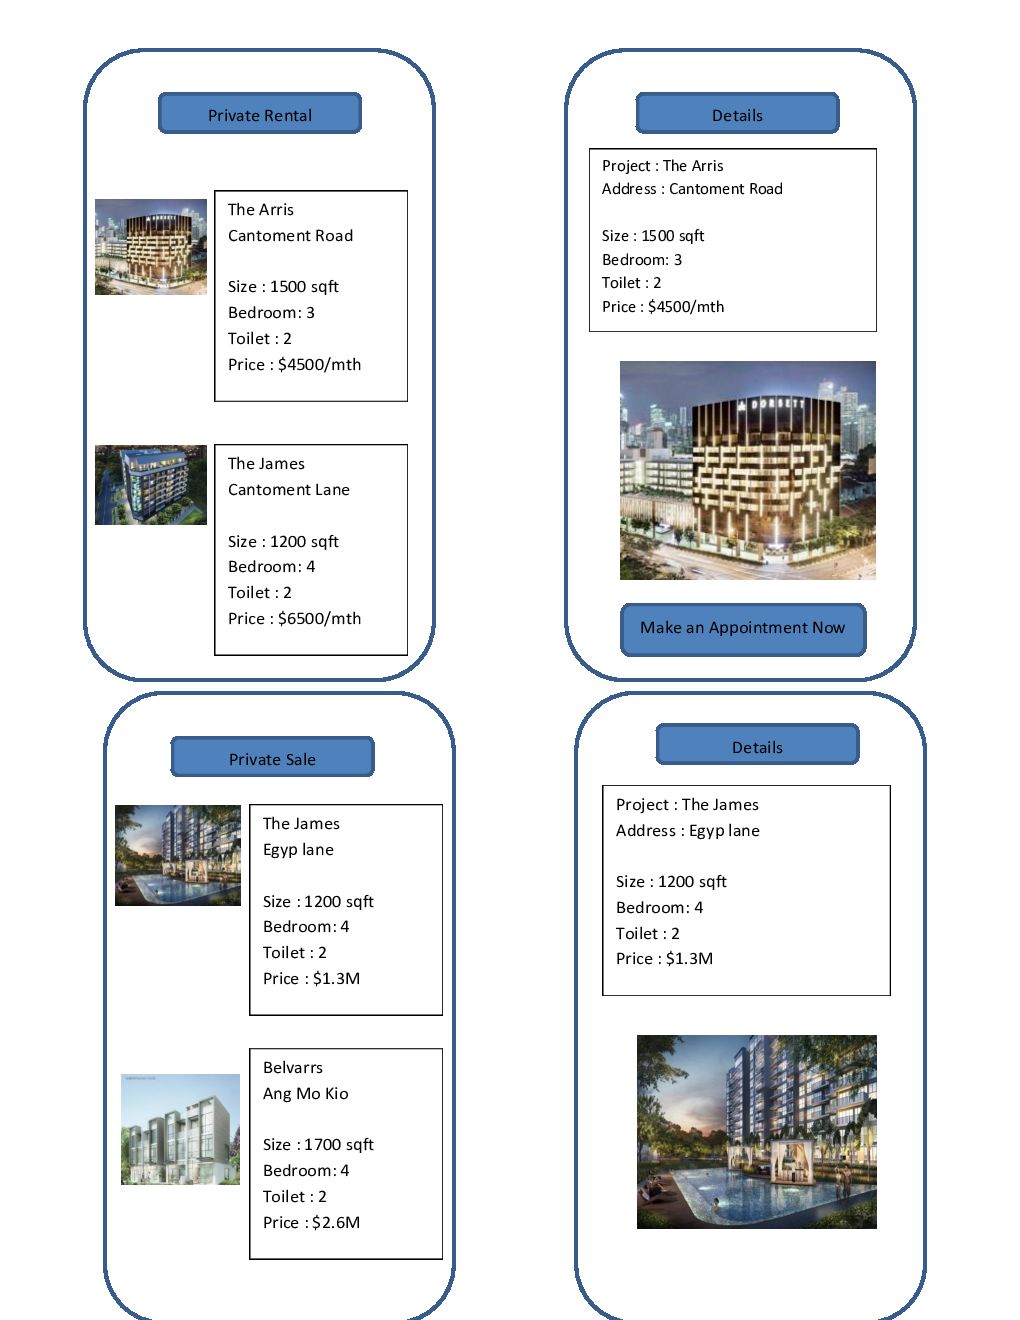 Private Rental
The Arris
Cantoment Road
Size : 1500 sqft
Bedroom: 3
Toilet : 2
Price : $4500/mth
The James
Cantoment Lane
Size : 1200 sqft
Bedroom: 4
Toilet : 2
Price : $6500/mth
Details
Project : The Arris
Address : Cantoment Road
Size : 1500 sqft
Bedroom: 3
Toilet : 2
Price : $4500/mth
DORSETT
Make an Appointment Now
Private Sale
The James
Egyp lane
Size : 1200 sqft
Bedroom: 4
Toilet : 2
Price : $1.3M
Belvarrs
Ang Mo Kio
Size : 1700 sqft
Bedroom: 4
Toilet : 2
Price : $2.6M
Details
Project : The James
Address : Egyp lane
Size : 1200 sqft
Bedroom: 4
Toilet : 2
Price : $1.3M